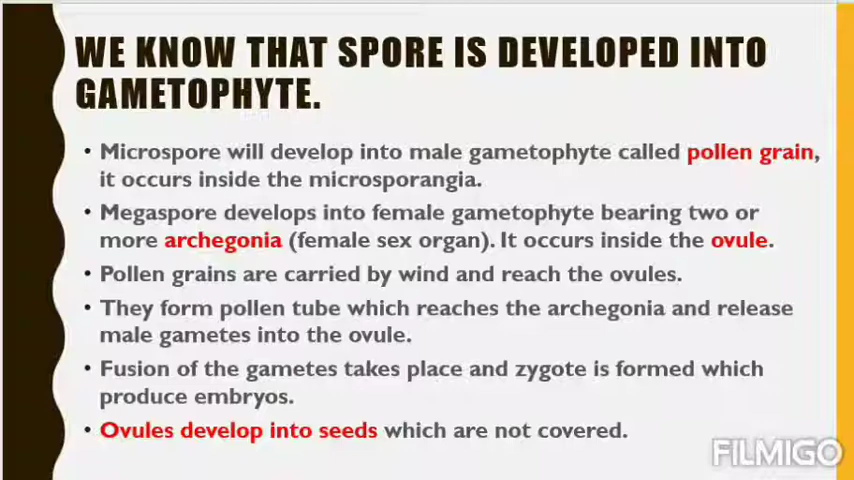 WE KNOW THAT SPORE IS DEVELOPED INTO
GAMETOPHYTE.
• Microspore will develop into male gametophyte called pollen grain,
it occurs inside the microsporangia.
• Megaspore develops into female gametophyte bearing two or
more archegonia (female sex organ). It occurs inside the ovule.
• Pollen grains are carried by wind and reach the ovules.
• They form pollen tube which reaches the archegonia and release
male gametes into the ovule.
• Fusion of the gametes takes place and zygote is formed which
produce embryos.
• Ovules develop into seeds which are not covered.
FILMIGO